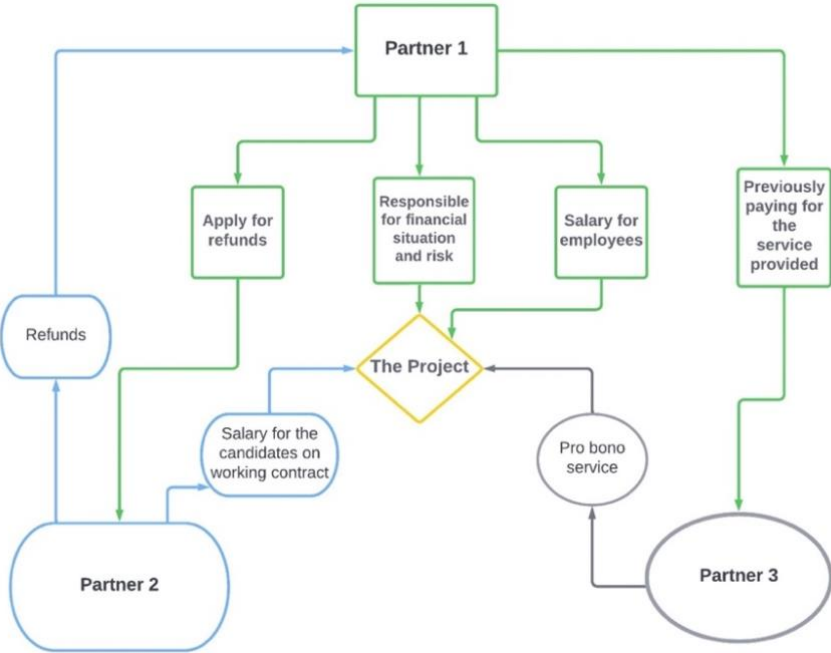 Partner 1
Apply for
refunds
Responsible
for financial
situation
and risk
Salary for
employees
Previously
paying for
the
service
provided
Refunds
The Project
Salary for the
candidates on
working contract
Pro bono
service
Partner 2
Partner 3